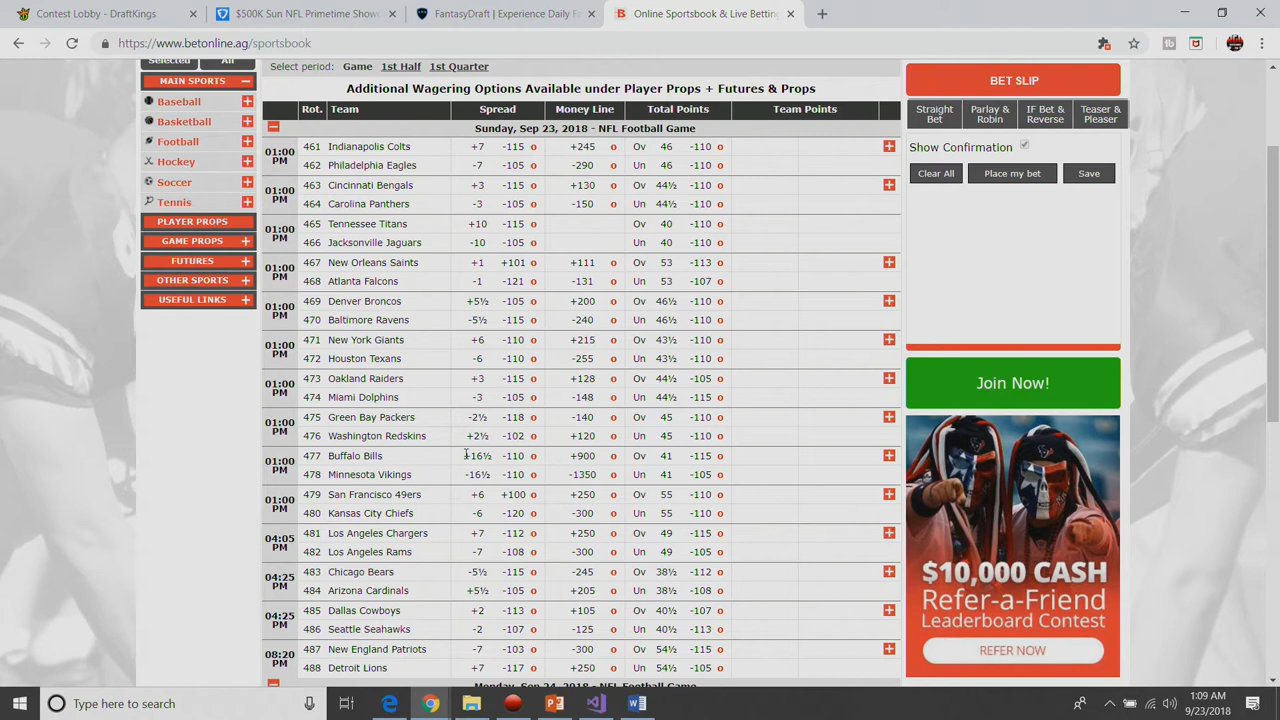 Contest Lobby - DraftKings
$500K Sun NFL Primetime Show
FantasyDraft | Experience Daily F
Online Sportsbook & Live Bettin
https://www.betonline.ag/sportsbook
Selected All
MAIN SPORTS
Baseball
Basketball
Football
Hockey
Soccer
Tennis
PLAYER PROPS
GAME PROPS
FUTURES
OTHER SPORTS
USEFUL LINKS
Select period: Game 1st Half 1st Quarter
Additional Wagering Options Available under Player Props + Futures & Props
Rot. Team Spread Money Line Total Points Team Points
Sunday, Sep 23, 2018 - NFL Football Game
01:00 PM
461 Indianapolis Colts +7 -115 o +245 o Ov 46 -110 o
462 Philadelphia Eagles -7 -105 o -290 o Un 46 -110 o
01:00 PM
463 Cincinnati Bengals +3 -115 o +130 o Ov 44½ -110 o
464 Carolina Panthers -3 -105 o -150 o Un 44½ -110 o
01:00 PM
465 Tennessee Titans +10 -115 o Ov 40 -110 o
466 Jacksonville Jaguars -10 -105 o Un 40 -110 o
01:00 PM
467 New Orleans Saints +1 +101 o +111 o Ov 53 -113 o
468 Atlanta Falcons -1 -121 o -131 o Un 53 -107 o
01:00 PM
469 Denver Broncos +5½ -105 o +200 o Ov 46½ -110 o
470 Baltimore Ravens -5½ -115 o -240 o Un 46½ -110 o
01:00 PM
471 New York Giants +6 -110 o +215 o Ov 43½ -110 o
472 Houston Texans -6 -110 o -255 o Un 43½ -110 o
01:00 PM
473 Oakland Raiders +3 -115 o +128 o Ov 44½ -105 o
474 Miami Dolphins -3 -105 o -148 o Un 44½ -115 o
01:00 PM
475 Green Bay Packers -2½ -118 o -140 o Ov 45 -110 o
476 Washington Redskins +2½ -102 o +120 o Un 45 -110 o
01:00 PM
477 Buffalo Bills +16½ -110 o +900 o Ov 41 -115 o
478 Minnesota Vikings -16½ -110 o -1350 o Un 41 -105 o
01:00 PM
479 San Francisco 49ers +6 +100 o +250 o Ov 55 -110 o
480 Kansas City Chiefs -6 -120 o -300 o Un 55 -110 o
04:05 PM
481 Los Angeles Chargers +7 -112 o +250 o Ov 49 -115 o
482 Los Angeles Rams -7 -108 o -300 o Un 49 -105 o
04:25 PM
483 Chicago Bears -5½ -115 o -245 o Ov 38½ -112 o
484 Arizona Cardinals +5½ -105 o +205 o Un 38½ -108 o
04:25 PM
485 Dallas Cowboys +2 -113 o +105 o Ov 40½ -107 o
486 Seattle Seahawks -2 -107 o -125 o Un 40½ -113 o
08:20 PM
487 New England Patriots -7 -103 o -300 o Ov 54½ -115 o
488 Detroit Lions +7 -117 o +250 o Un 54½ -105 o
Monday, Sep 24, 2018 - NFL Football Game
BET SLIP
Straight Bet
Parlay & Robin
IF Bet & Reverse
Teaser & Pleaser
Show Confirmation
Clear All Place my bet Save
Join Now!
$10,000 CASH
Refer-a-Friend
Leaderboard Contest
REFER NOW
Type here to search
1:09 AM
9/23/2018